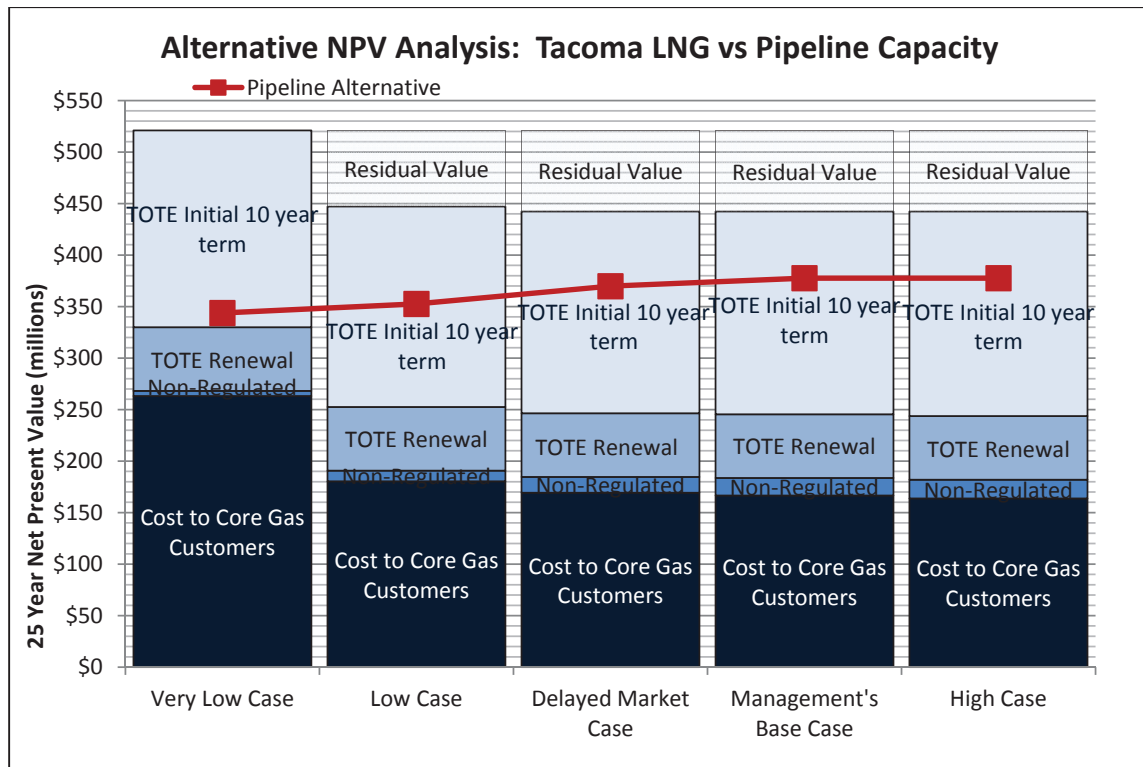 Alternative NPV Analysis: Tacoma LNG vs Pipeline Capacity
Pipeline Alternative
25 Year Net Present Value (millions)
$550
$500
$450
$400
$350
$300
$250
$200
$150
$100
$50
$0
TOTE Initial 10 year
term
TOTE Renewal
Non-Regulated
Cost to Core Gas
Customers
Residual Value
TOTE Initial 10 year
term
TOTE Renewal
Non-Regulated
Cost to Core Gas
Customers
Residual Value
TOTE Initial 10 year
term
TOTE Renewal
Non-Regulated
Cost to Core Gas
Customers
Residual Value
TOTE Initial 10 year
term
TOTE Renewal
Non-Regulated
Cost to Core Gas
Customers
Residual Value
TOTE Initial 10 year
term
TOTE Renewal
Non-Regulated
Cost to Core Gas
Customers
Very Low Case
Low Case
Delayed Market
Case
Management's
Base Case
High Case